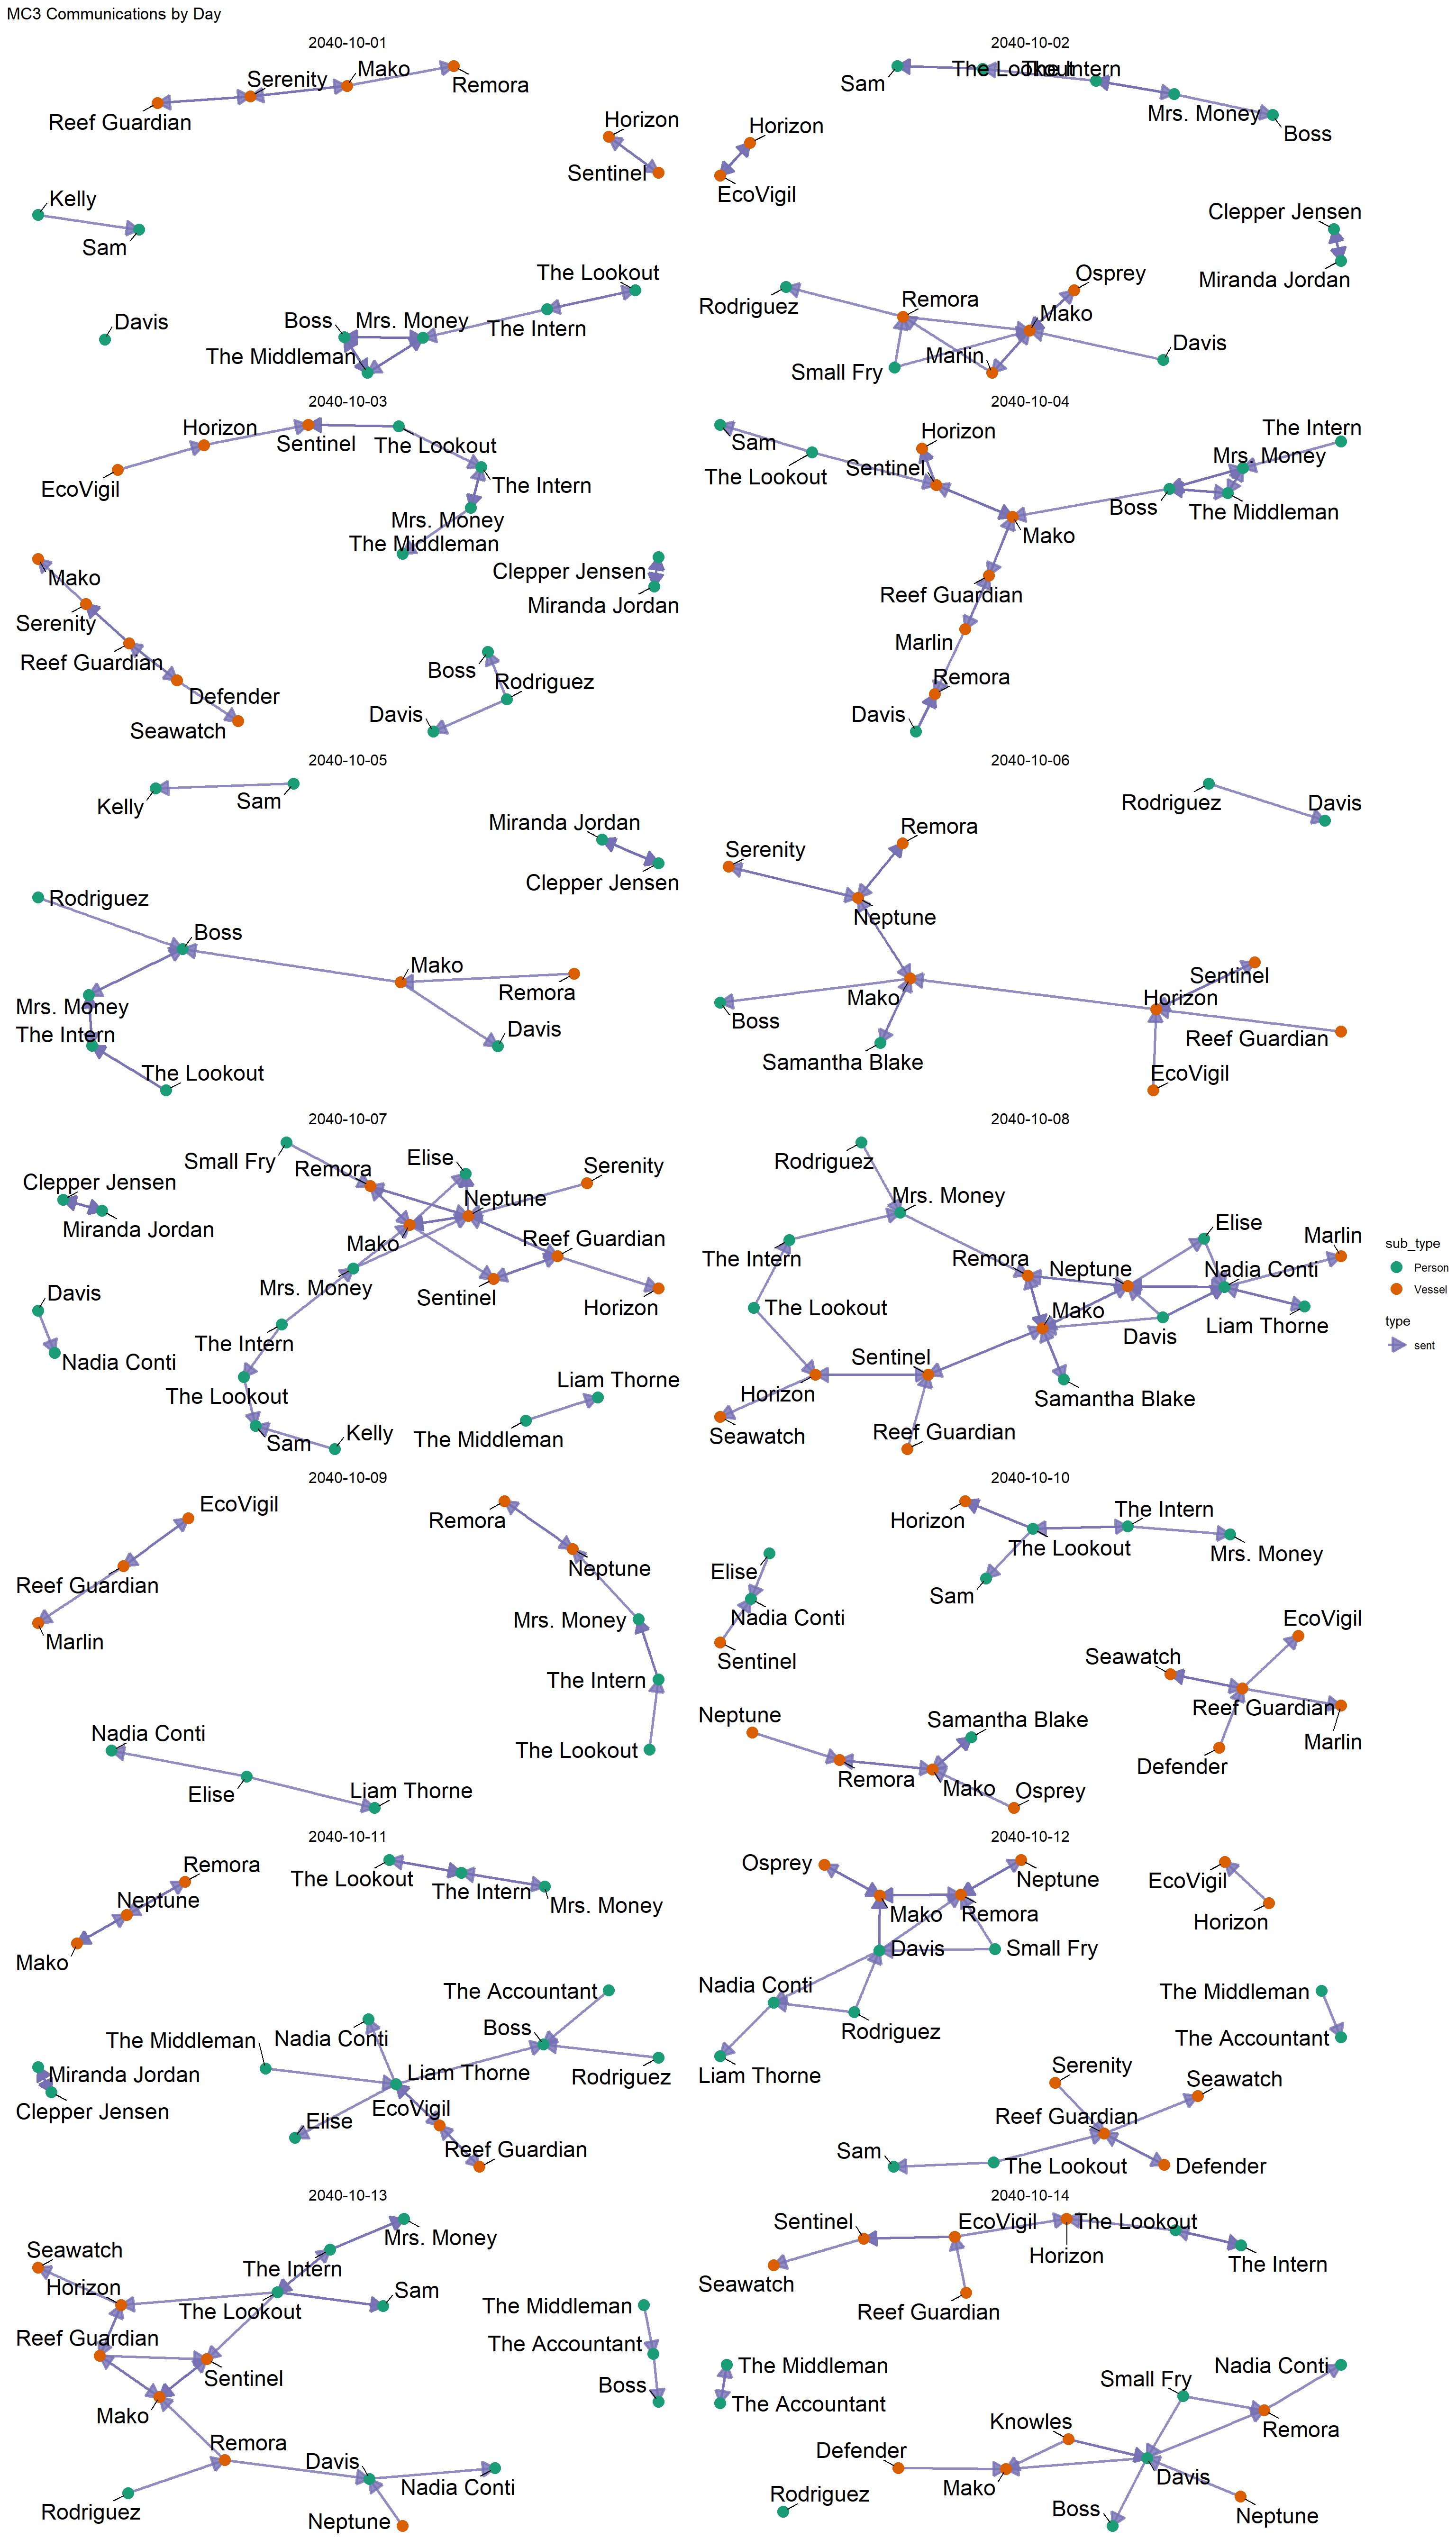 MC3 Communications by Day
2040-10-01
Serenity
Mako
Remora
Reef Guardian
Horizon
Sentinel
Kelly
Sam
The Lookout
Davis
Boss
Mrs. Money
The Intern
The Middleman
2040-10-02
Sam
The Lookout
The Intern
Mrs. Money
Boss
Horizon
EcoVigil
Clepper Jensen
Miranda Jordan
Osprey
Rodriguez
Remora
Mako
Davis
Marlin
Small Fry
2040-10-03
Horizon
Sentinel
The Lookout
EcoVigil
The Intern
Mrs. Money
The Middleman
Mako
Clepper Jensen
Miranda Jordan
Serenity
Reef Guardian
Boss
Rodriguez
Defender
Davis
Seawatch
2040-10-04
Sam
Horizon
The Intern
Mrs. Money
The Lookout
Sentinel
Boss
The Middleman
Mako
Reef Guardian
Marlin
Remora
Davis
2040-10-05
Kelly
Sam
Miranda Jordan
Clepper Jensen
Rodriguez
Boss
Mako
Remora
Mrs. Money
Davis
The Intern
The Lookout
2040-10-06
Rodriguez
Davis
Remora
Serenity
Neptune
Sentinel
Mako
Horizon
Boss
Reef Guardian
Samantha Blake
EcoVigil
2040-10-07
Small Fry
Remora
Elise
Serenity
Clepper Jensen
Neptune
Miranda Jordan
Mako
Reef Guardian
Mrs. Money
Davis
Sentinel
Horizon
The Intern
Nadia Conti
The Lookout
Liam Thorne
Sam
Kelly
The Middleman
2040-10-08
Rodriguez
Mrs. Money
Elise
Marlin
The Intern
Remora
Neptune
Nadia Conti
The Lookout
Mako
Davis
Liam Thorne
Sentinel
Horizon
Samantha Blake
Seawatch
Reef Guardian
sub_type
Person
Vessel
type
sent
2040-10-09
EcoVigil
Remora
Neptune
Reef Guardian
Marlin
Mrs. Money
The Intern
Nadia Conti
The Lookout
Elise
Liam Thorne
2040-10-10
Horizon
The Intern
The Lookout
Mrs. Money
Elise
Sam
Nadia Conti
Sentinel
EcoVigil
Seawatch
Reef Guardian
Marlin
Neptune
Samantha Blake
Remora
Mako
Osprey
Defender
2040-10-11
Remora
The Lookout
The Intern
Mrs. Money
Neptune
Mako
The Accountant
The Middleman
Nadia Conti
Boss
Miranda Jordan
Liam Thorne
Rodriguez
Clepper Jensen
EcoVigil
Elise
Reef Guardian
2040-10-12
Osprey
Neptune
EcoVigil
Mako
Remora
Horizon
Davis
Small Fry
Nadia Conti
The Middleman
Rodriguez
The Accountant
Liam Thorne
Serenity
Seawatch
Reef Guardian
Sam
The Lookout
Defender
2040-10-13
Mrs. Money
Seawatch
The Intern
Horizon
Sam
The Lookout
The Middleman
Reef Guardian
The Accountant
Sentinel
Boss
Mako
Remora
Davis
Nadia Conti
Rodriguez
Neptune
2040-10-14
Sentinel
EcoVigil
The Lookout
Horizon
The Intern
Seawatch
Reef Guardian
The Middleman
Nadia Conti
Small Fry
The Accountant
Knowles
Remora
Defender
Mako
Davis
Rodriguez
Boss
Neptune